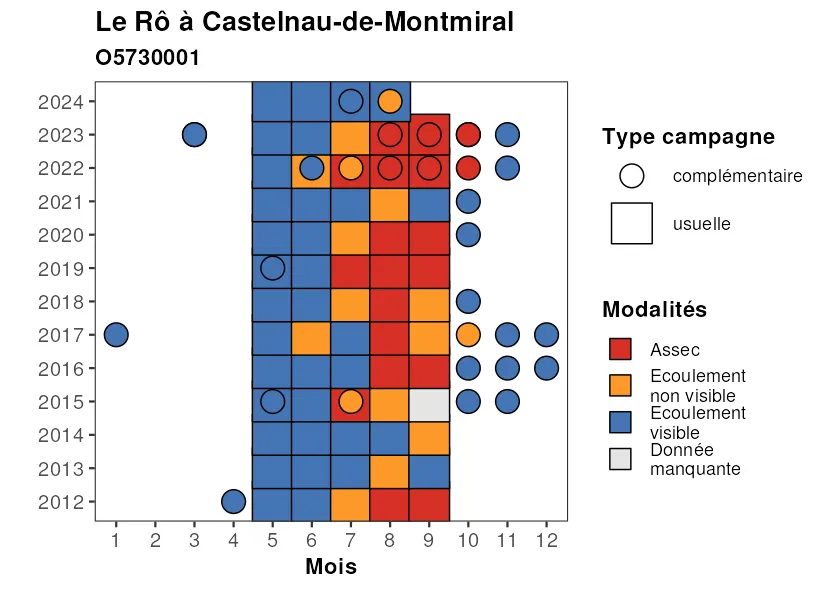 Le Rô à Castelnau-de-Montmiral
O5730001
2024
2023
2022
2021
2020
2019
2018
2017
2016
2015
2014
2013
2012
1 2 3 4 5 6 7 8 9 10 11 12
Mois
Type campagne
complémentaire
usuelle
Modalités
Assec
Ecoulement
non visible
Ecoulement
visible
Donnée
manquante